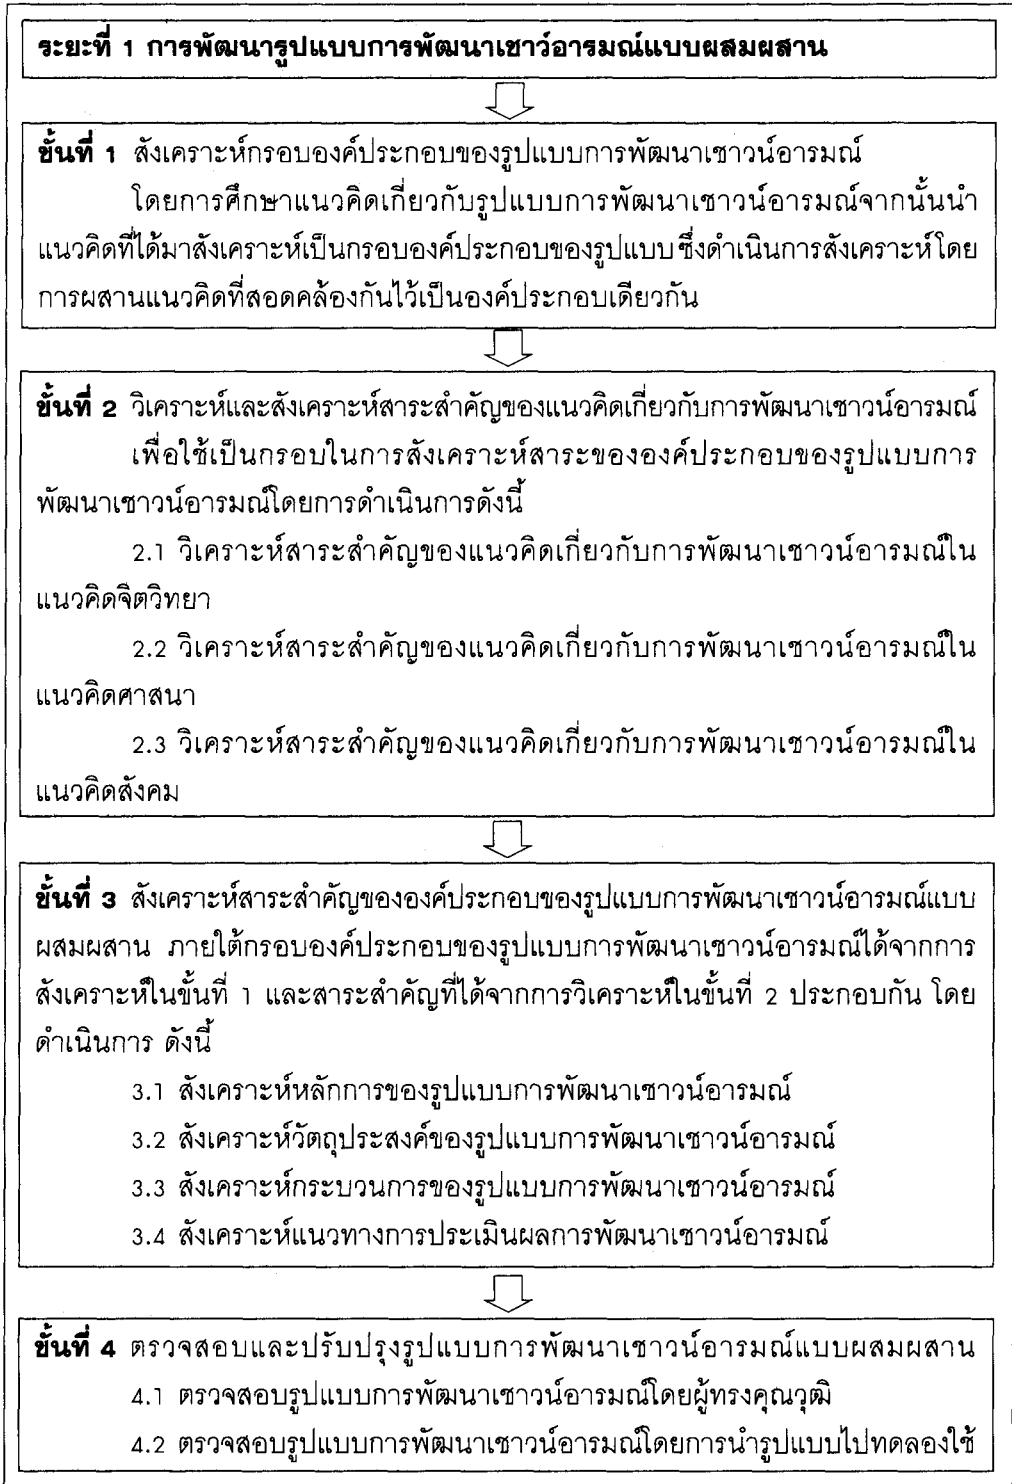 ระยะที่ 1 การพัฒนารูปแบบการพัฒนาเชาว์อารมณ์แบบผสมผสาน
ขั้นที่ 1 สังเคราะห์กรอบองค์ประกอบของรูปแบบการพัฒนาเชาวน์อารมณ์
โดยการศึกษาแนวคิดเกี่ยวกับรูปแบบการพัฒนาเชาวน์อารมณ์จากนั้นนำ
แนวคิดที่ได้มาสังเคราะห์เป็นกรอบองค์ประกอบของรูปแบบ ซึ่งดำเนินการสังเคราะห์โดย
การผสานแนวคิดที่สอดคล้องกันไว้เป็นองค์ประกอบเดียวกัน
ขั้นที่ 2 วิเคราะห์และสังเคราะห์สาระสำคัญของแนวคิดเกี่ยวกับการพัฒนาเชาวน์อารมณ์
เพื่อใช้เป็นกรอบในการสังเคราะห์สาระขององค์ประกอบของรูปแบบการ
พัฒนาเชาวน์อารมณ์โดยการดำเนินการดังนี้
2.1 วิเคราะห์สาระสำคัญของแนวคิดเกี่ยวกับการพัฒนาเชาวน์อารมณ์ใน
แนวคิดจิตวิทยา
2.2 วิเคราะห์สาระสำคัญของแนวคิดเกี่ยวกับการพัฒนาเชาวน์อารมณ์ใน
แนวคิดศาสนา
2.3 วิเคราะห์สาระสำคัญของแนวคิดเกี่ยวกับการพัฒนาเชาวน์อารมณ์ใน
แนวคิดสังคม
ขั้นที่ 3 สังเคราะห์สาระสำคัญขององค์ประกอบของรูปแบบการพัฒนาเชาวน์อารมณ์แบบ
ผสมผสาน ภายใต้กรอบองค์ประกอบของรูปแบบการพัฒนาเชาวน์อารมณ์ได้จากการ
สังเคราะห์ในขั้นที่ 1 และสาระสำคัญที่ได้จากการวิเคราะห์ในขั้นที่ 2 ประกอบกัน โดย
ดำเนินการ ดังนี้
3.1 สังเคราะห์หลักการของรูปแบบการพัฒนาเชาวน์อารมณ์
3.2 สังเคราะห์วัตถุประสงค์ของรูปแบบการพัฒนาเชาวน์อารมณ์
3.3 สังเคราะห์กระบวนการของรูปแบบการพัฒนาเชาวน์อารมณ์
3.4 สังเคราะห์แนวทางการประเมินผลการพัฒนาเชาวน์อารมณ์
ขั้นที่ 4 ตรวจสอบและปรับปรุงรูปแบบการพัฒนาเชาวน์อารมณ์แบบผสมผสาน
4.1 ตรวจสอบรูปแบบการพัฒนาเชาวน์อารมณ์โดยผู้ทรงคุณวุฒิ
4.2 ตรวจสอบรูปแบบการพัฒนาเชาวน์อารมณ์โดยการนำรูปแบบไปทดลองใช้